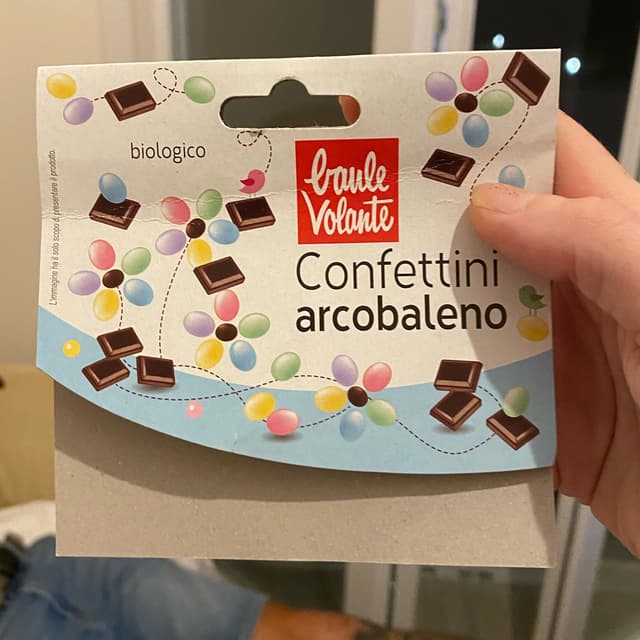 biologico
baule
volante
Confettini
arcobaleno
L'immagine ha il solo scopo di presentare il prodotto.